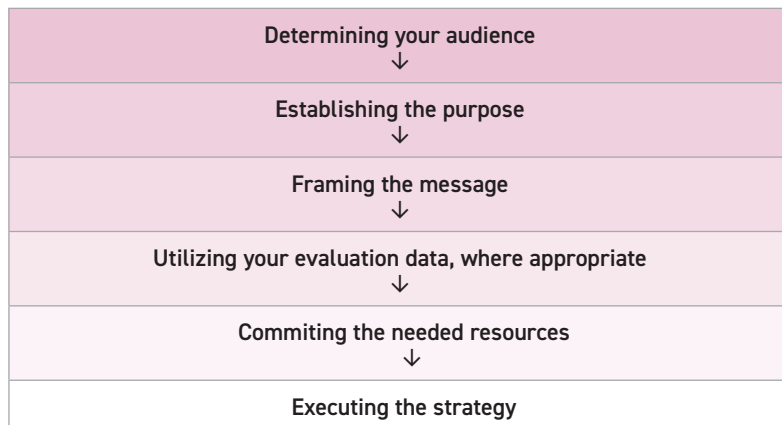 Determining your audience
↓
Establishing the purpose
↓
Framing the message
↓
Utilizing your evaluation data, where appropriate
↓
Commiting the needed resources
↓
Executing the strategy